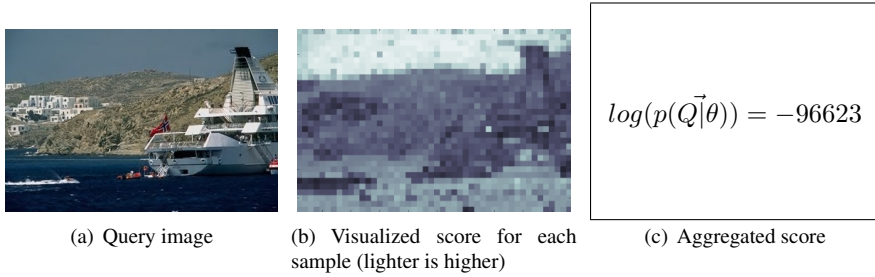 log(p(Q⃗|θ)) = −96623
(a) Query image
(b) Visualized score for each
sample (lighter is higher)
(c) Aggregated score